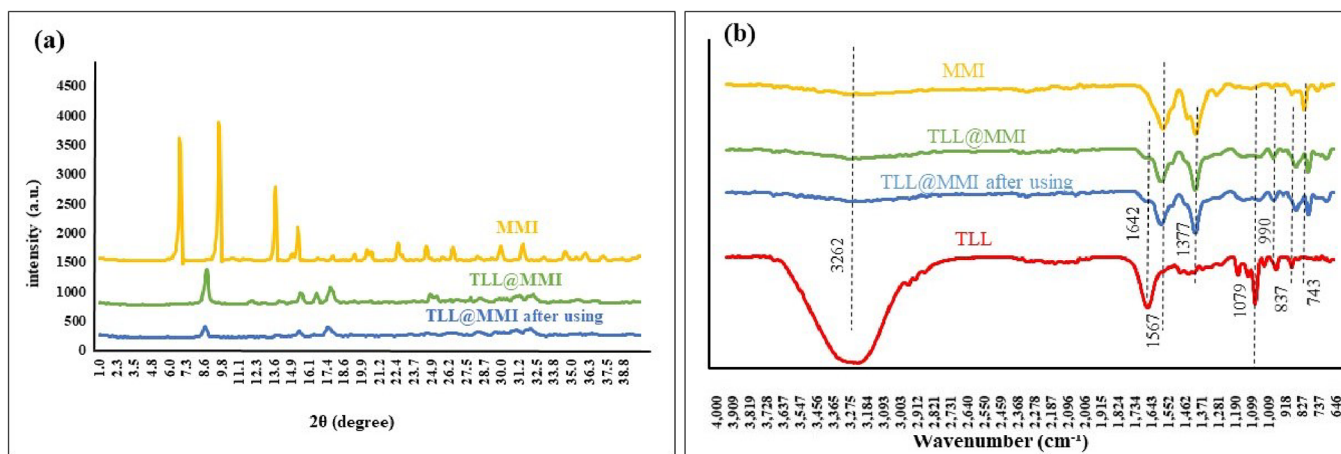 (a)
intensity (a.u.)
4500
4000
3500
3000
2500
2000
1500
1000
500
0
MMI
TLL@MMI
TLL@MMI after using
1.0 2.3 3.5 4.8 6.0 7.3 8.6 9.8 11.1 12.3 13.6 14.9 16.1 17.4 18.6 19.9 21.2 22.4 23.7 24.9 26.2 27.5 28.7 30.0 31.2 32.5 33.8 35.0 36.3 37.5 38.8
2θ (degree)
(b)
MMI
TLL@MMI
TLL@MMI after using
TLL
3262
1642
1567
1377
1079
990
837
743
4,000 3,909 3,819 3,728 3,637 3,547 3,456 3,365 3,275 3,184 3,093 3,003 2,912 2,821 2,731 2,640 2,550 2,459 2,368 2,278 2,187 2,096 2,006 1,915 1,824 1,734 1,643 1,552 1,462 1,371 1,281 1,190 1,099 1,009 918 827 737 646
Wavenumber (cm⁻¹)